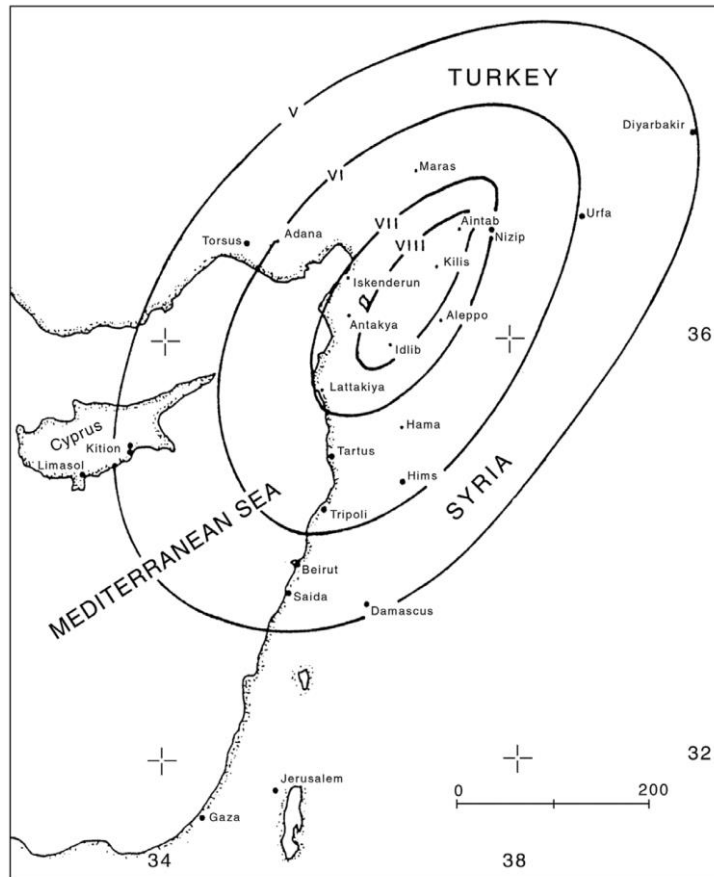 TURKEY
V
Diyarbakir
VI
Maras
VII
Aintab
Urfa
Torsus
Adana
VIII
Nizip
Kilis
Iskenderun
Antakya
Aleppo
36
Idlib
Lattakiya
Cyprus
Kition
Hama
Limasol
Tartus
Hims
SYRIA
Tripoli
MEDITERRANEAN SEA
Beirut
Saida
Damascus
32
Jerusalem
0 200
Gaza
34 38